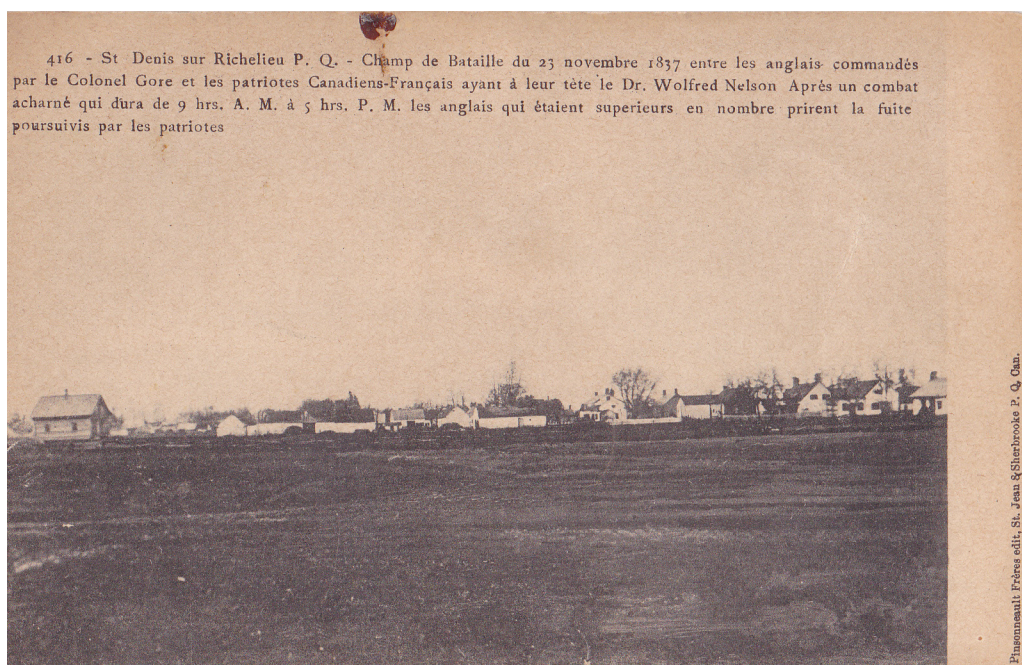 416 - St Denis sur Richelieu P. Q. - Champ de Bataille du 23 novembre 1837 entre les anglais commandés
par le Colonel Gore et les patriotes Canadiens-Français ayant à leur tète le Dr. Wolfred Nelson Après un combat
acharné qui dura de 9 hrs. A. M. à 5 hrs. P. M. les anglais qui étaient superieurs en nombre prirent la fuite
poursuivis par les patriotes
Pinsonneault Frères edit, St. Jean & Sherbrooke P. Q. Can.